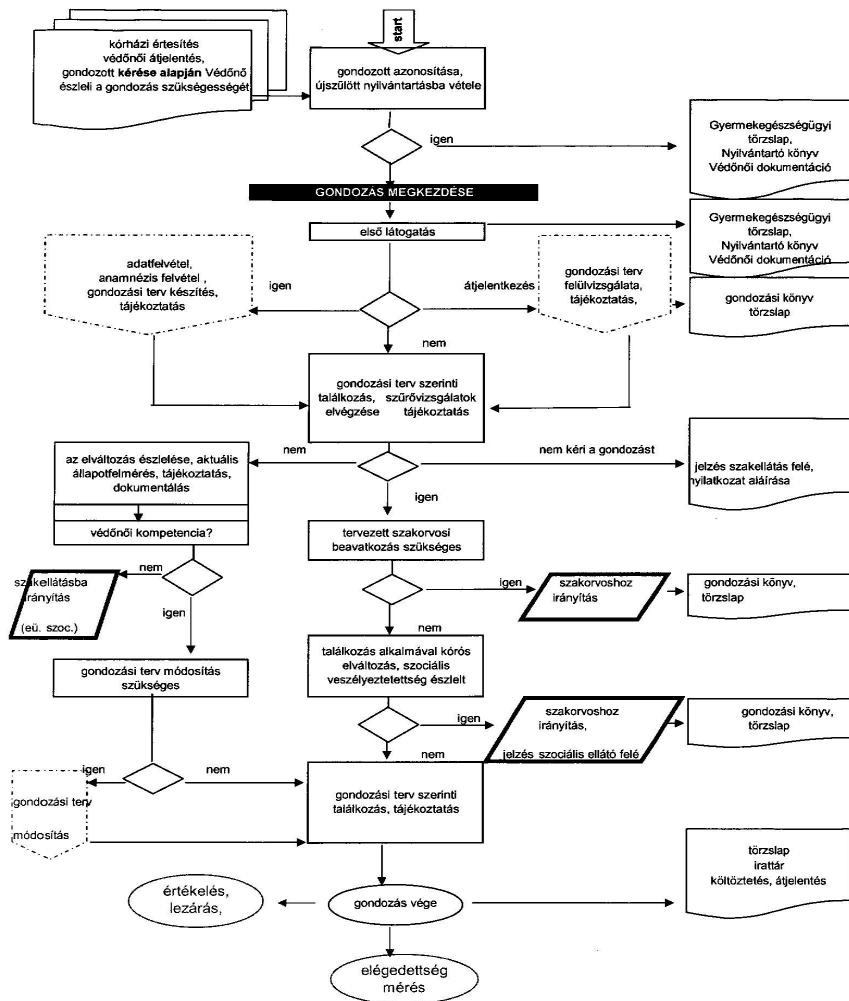 kórházi értesítés
védőnői átjelentés,
gondozott kérése alapján Védőnő
észleli a gondozás szükségességét
start
gondozott azonosítása,
újszülött nyilvántartásba vétele
igen
Gyermekegészségügyi
törzslap,
Nyilvántartó könyv
Védőnői dokumentáció
GONDOZÁS MEGKEZDÉSE
első látogatás
Gyermekegészségügyi
törzslap,
Nyilvántartó könyv
Védőnői dokumentáció
adatfelvétel,
anamnézis felvétel ,
gondozási terv készítés,
tájékoztatás
igen
átjelentkezés
gondozási terv
felülvizsgálata,
tájékoztatás,
gondozási könyv
törzslap
nem
gondozási terv szerinti
találkozás, szűrővizsgálatok
elvégzése tájékoztatás
nem
nem kéri a gondozást
jelzés szakellátás felé,
nyilatkozat aláírása
az elváltozás észlelése, aktuális
állapotfelmérés, tájékoztatás,
dokumentálás
igen
védőnői kompetencia?
tervezett szakorvosi
beavatkozás szükséges
nem
szakellátásba
irányítás
(eü. szoc.)
igen
igen
szakorvoshoz
irányítás
gondozási könyv,
törzslap
nem
találkozás alkalmával kórós
elváltozás, szociális
veszélyeztetettség észlelt
gondozási terv módosítás
szükséges
igen
szakorvoshoz
irányítás,
jelzés szociális ellátó felé
gondozási könyv,
törzslap
nem
igen
nem
gondozási terv
módosítás
gondozási terv szerinti
találkozás, tájékoztatás
értékelés,
lezárás,
gondozás vége
törzslap
irattár
költöztetés, átjelentés
elégedettség
mérés